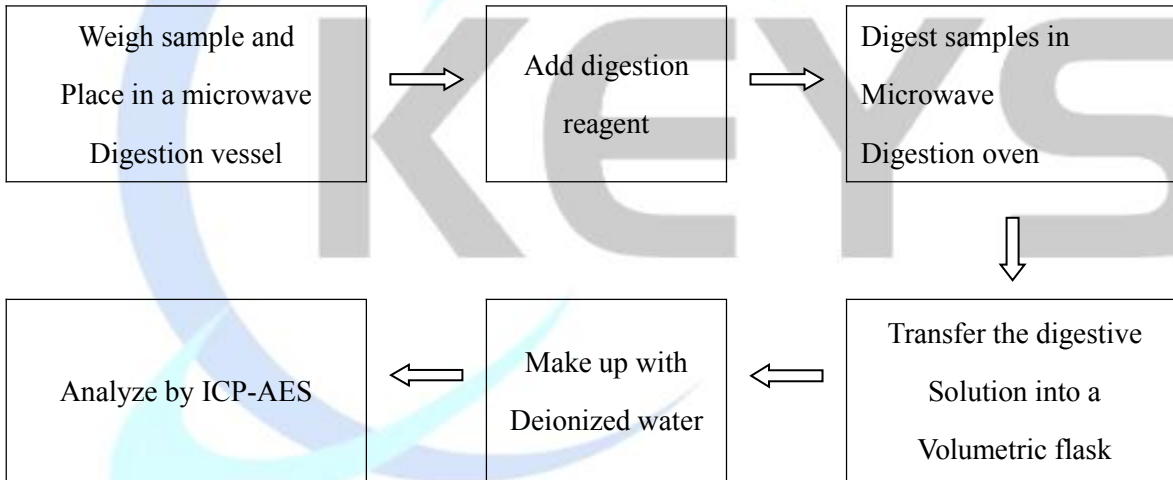 Weigh sample and
Place in a microwave
Digestion vessel
Add digestion
reagent
Digest samples in
Microwave
Digestion oven
Transfer the digestive
Solution into a
Volumetric flask
Make up with
Deionized water
Analyze by ICP-AES
KEYS